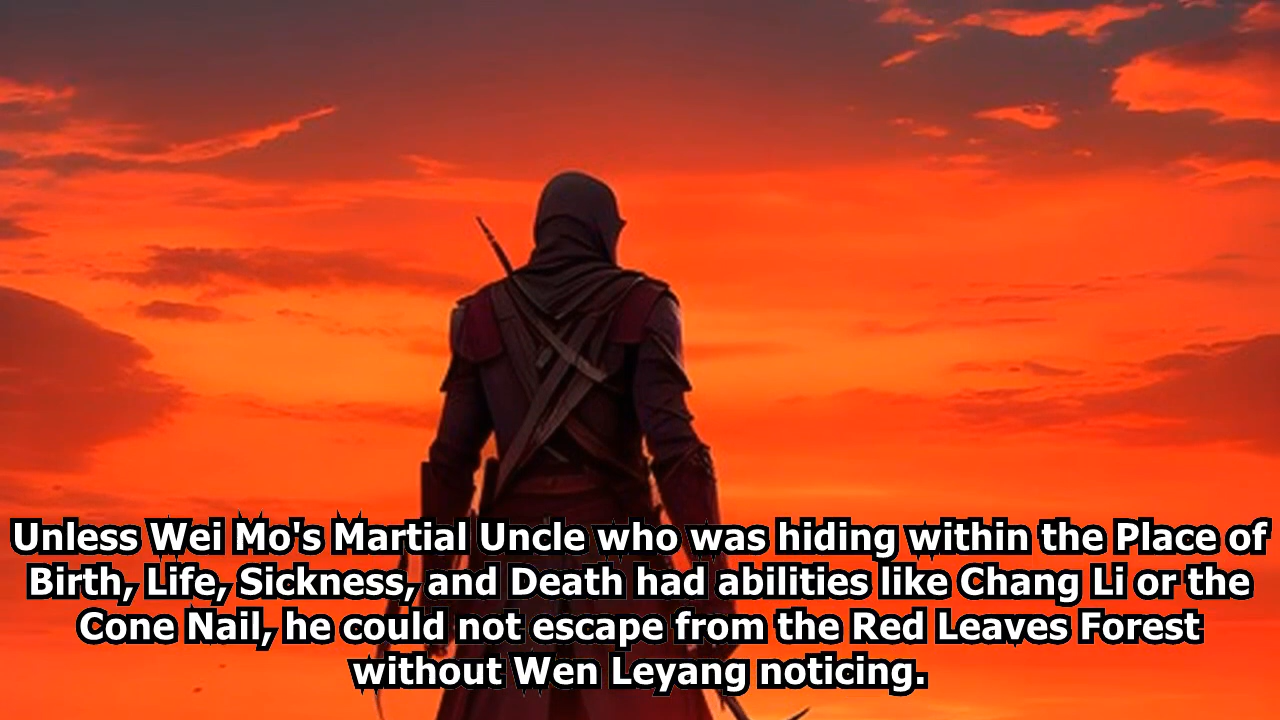 Unless Wei Mo's Martial Uncle who was hiding within the Place of
Birth, Life, Sickness, and Death had abilities like Chang Li or the
Cone Nail, he could not escape from the Red Leaves Forest
without Wen Leyang noticing.